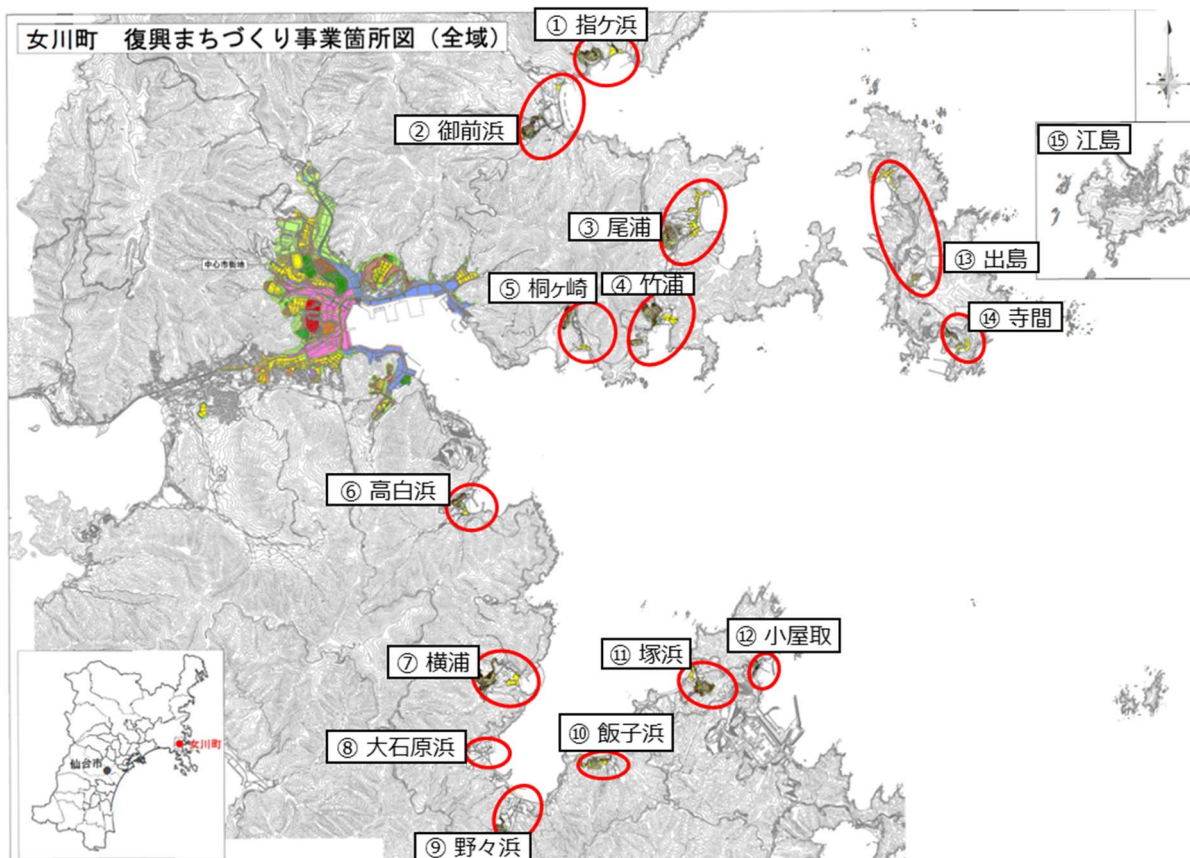 女川町 復興まちづくり事業箇所図(全域)
① 指ケ浜
② 御前浜
③ 尾浦
④ 竹浦
⑤ 桐ケ崎
⑥ 高白浜
⑦ 横浦
⑧ 大石原浜
⑨ 野々浜
⑩ 飯子浜
⑪ 塚浜
⑫ 小屋取
⑬ 出島
⑭ 寺間
⑮ 江島
中心市街地
女川町
仙台市